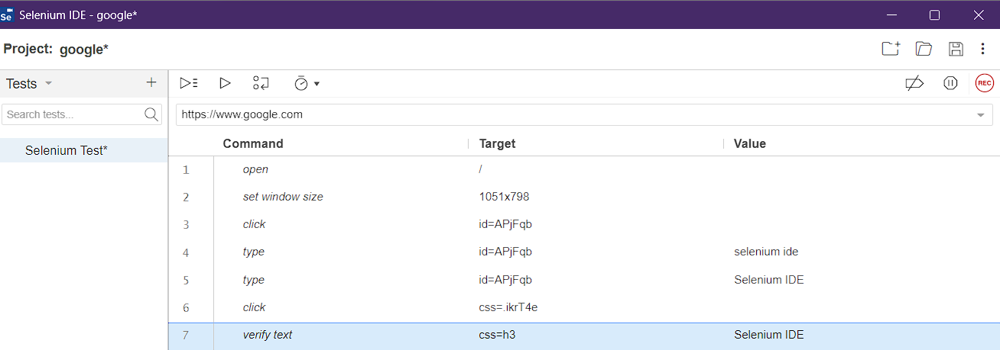 Se Selenium IDE - google*
Project: google*
Tests
Search tests...
Selenium Test*
REC
https://www.google.com
Command Target Value
1 open /
2 set window size 1051x798
3 click id=APjFqb
4 type id=APjFqb selenium ide
5 type id=APjFqb Selenium IDE
6 click css=.ikrT4e
7 verify text css=h3 Selenium IDE